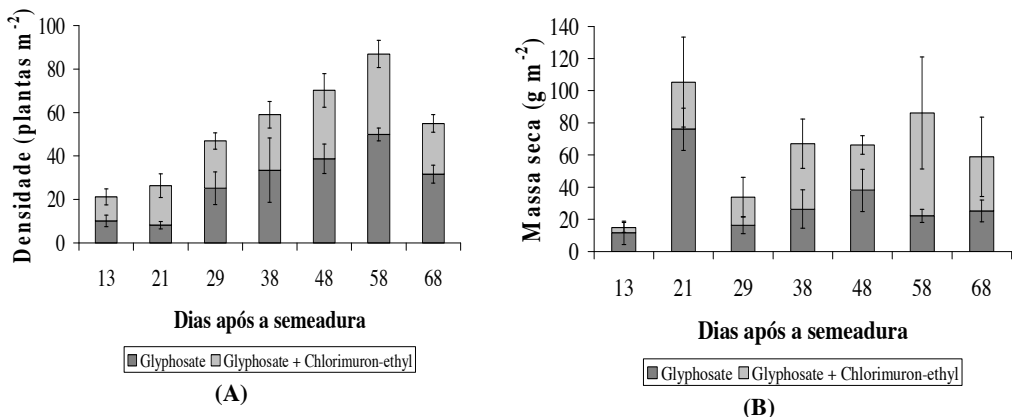 Densidade (plantas m⁻²)
100
80
60
40
20
0
13 21 29 38 48 58 68
Dias após a semeadura
Glyphosate Glyphosate + Chlorimuron-ethyl
(A)
Massa seca (g m⁻²)
140
120
100
80
60
40
20
0
13 21 29 38 48 58 68
Dias após a semeadura
Glyphosate Glyphosate + Chlorimuron-ethyl
(B)